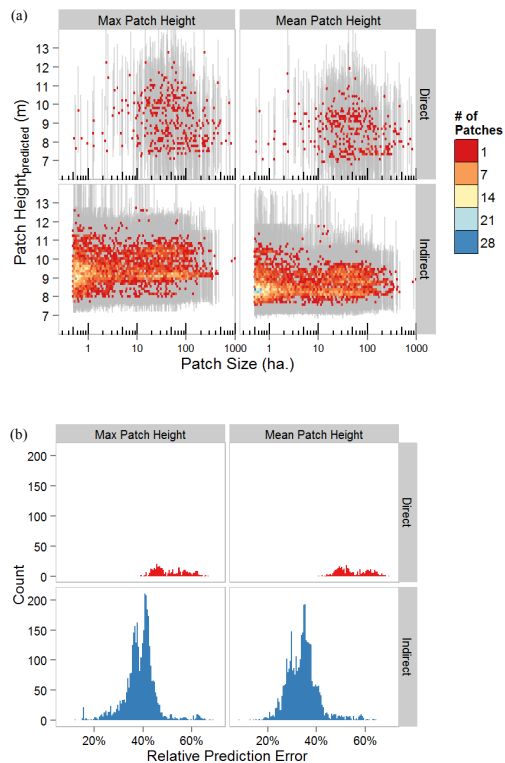 (a)
Max Patch Height
Mean Patch Height
13
12
11
10
9
8
7
Direct
13
12
11
10
9
8
7
Indirect
Patch Height predicted (m)
1
10
100
1000
1
10
100
1000
Patch Size (ha.)
# of
Patches
1
7
14
21
28
(b)
Max Patch Height
Mean Patch Height
200
150
100
50
0
Direct
200
150
100
50
0
Indirect
Count
20%
40%
60%
20%
40%
60%
Relative Prediction Error